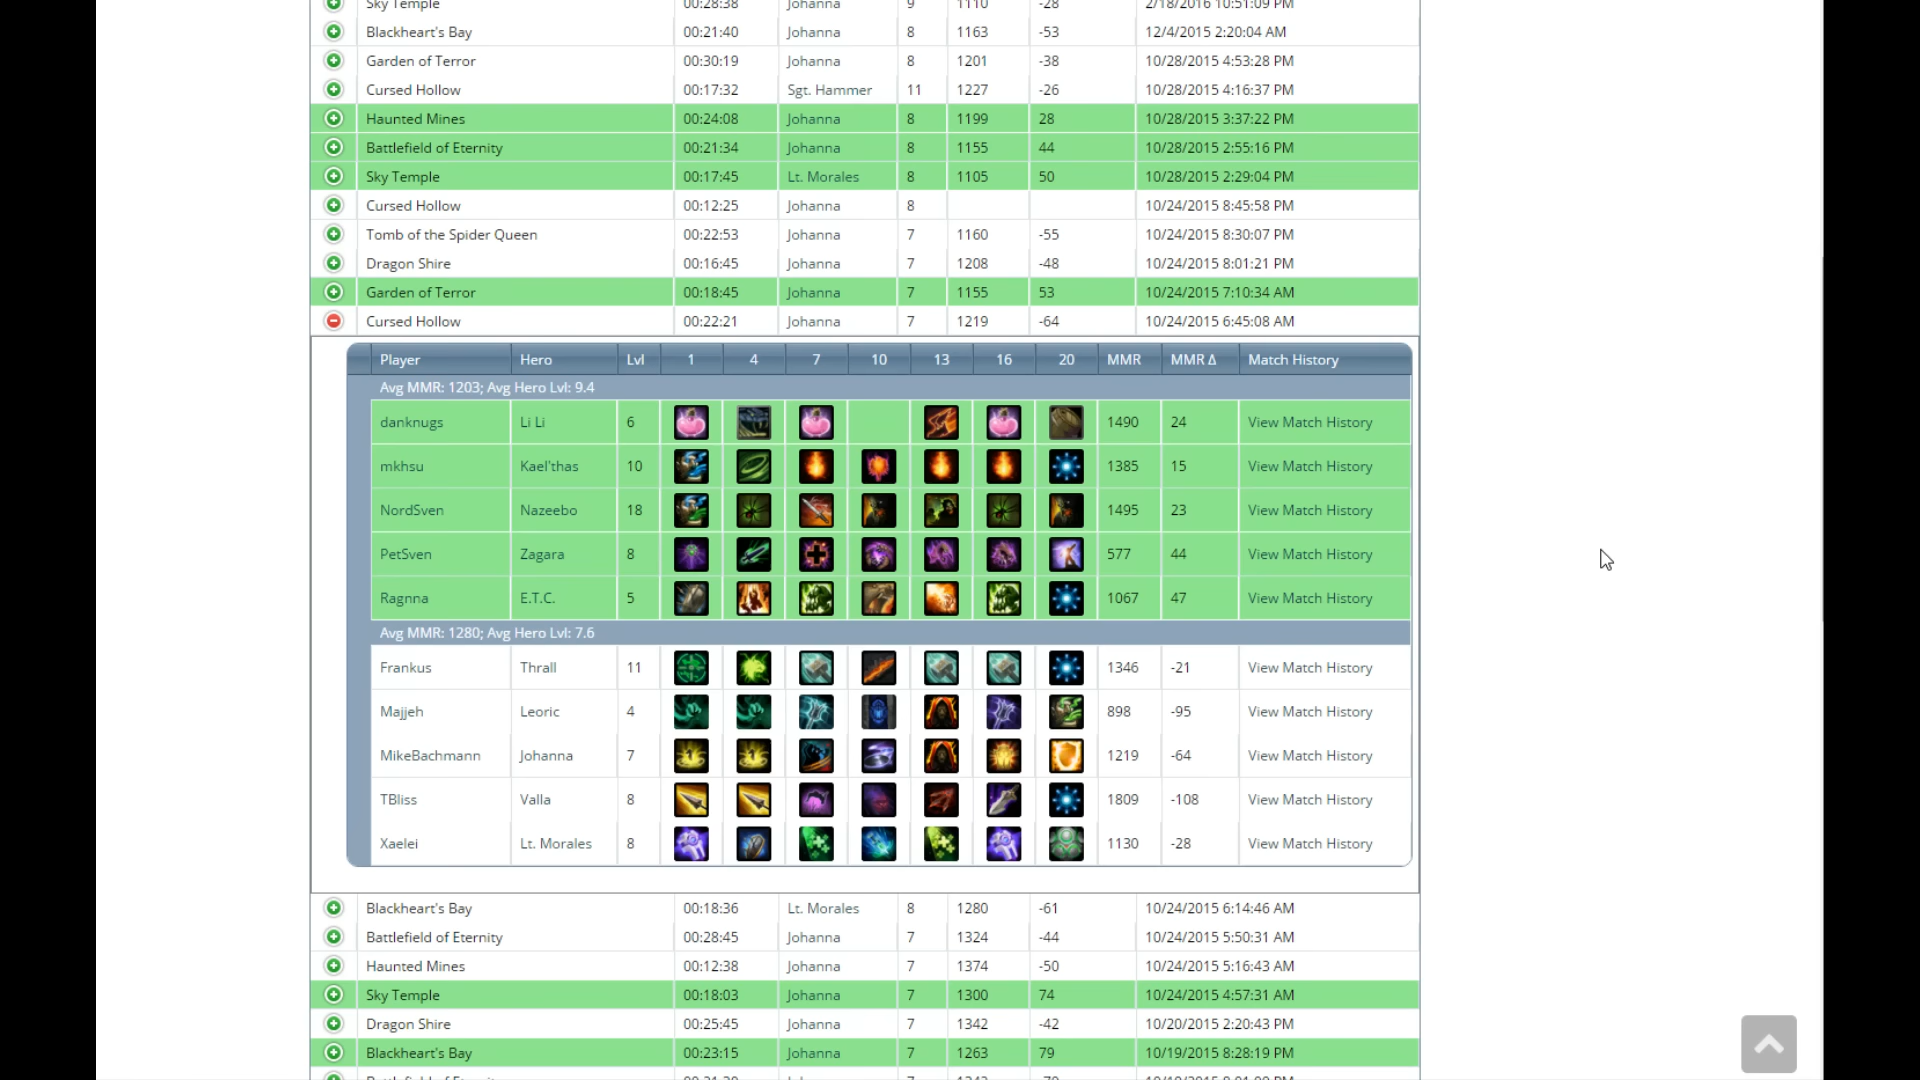 Sky Temple 00:28:38 Johanna 9 1110 -28 2/18/2016 10:51:09 PM
Blackheart's Bay 00:21:40 Johanna 8 1163 -53 12/4/2015 2:20:04 AM
Garden of Terror 00:30:19 Johanna 8 1201 -38 10/28/2015 4:53:28 PM
Cursed Hollow 00:17:32 Sgt. Hammer 11 1227 -26 10/28/2015 4:16:37 PM
Haunted Mines 00:24:08 Johanna 8 1199 28 10/28/2015 3:37:22 PM
Battlefield of Eternity 00:21:34 Johanna 8 1155 44 10/28/2015 2:55:16 PM
Sky Temple 00:17:45 Lt. Morales 8 1105 50 10/28/2015 2:29:04 PM
Cursed Hollow 00:12:25 Johanna 8 10/24/2015 8:45:58 PM
Tomb of the Spider Queen 00:22:53 Johanna 7 1160 -55 10/24/2015 8:30:07 PM
Dragon Shire 00:16:45 Johanna 7 1208 -48 10/24/2015 8:01:21 PM
Garden of Terror 00:18:45 Johanna 7 1155 53 10/24/2015 7:10:34 AM
Cursed Hollow 00:22:21 Johanna 7 1219 -64 10/24/2015 6:45:08 AM
Player Hero Lvl 1 4 7 10 13 16 20 MMR MMR Δ Match History
Avg MMR: 1203; Avg Hero Lvl: 9.4
danknugs Li Li 6 1490 24 View Match History
mkhsu Kael'thas 10 1385 15 View Match History
NordSven Nazeebo 18 1495 23 View Match History
PetSven Zagara 8 577 44 View Match History
Ragnna E.T.C. 5 1067 47 View Match History
Avg MMR: 1280; Avg Hero Lvl: 7.6
Frankus Thrall 11 1346 -21 View Match History
Majjeh Leoric 4 898 -95 View Match History
MikeBachmann Johanna 7 1219 -64 View Match History
TBliss Valla 8 1809 -108 View Match History
Xaelei Lt. Morales 8 1130 -28 View Match History
Blackheart's Bay 00:18:36 Lt. Morales 8 1280 -61 10/24/2015 6:14:46 AM
Battlefield of Eternity 00:28:45 Johanna 7 1324 -44 10/24/2015 5:50:31 AM
Haunted Mines 00:12:38 Johanna 7 1374 -50 10/24/2015 5:16:43 AM
Sky Temple 00:18:03 Johanna 7 1300 74 10/24/2015 4:57:31 AM
Dragon Shire 00:25:45 Johanna 7 1342 -42 10/20/2015 2:20:43 PM
Blackheart's Bay 00:23:15 Johanna 7 1263 79 10/19/2015 8:28:19 PM